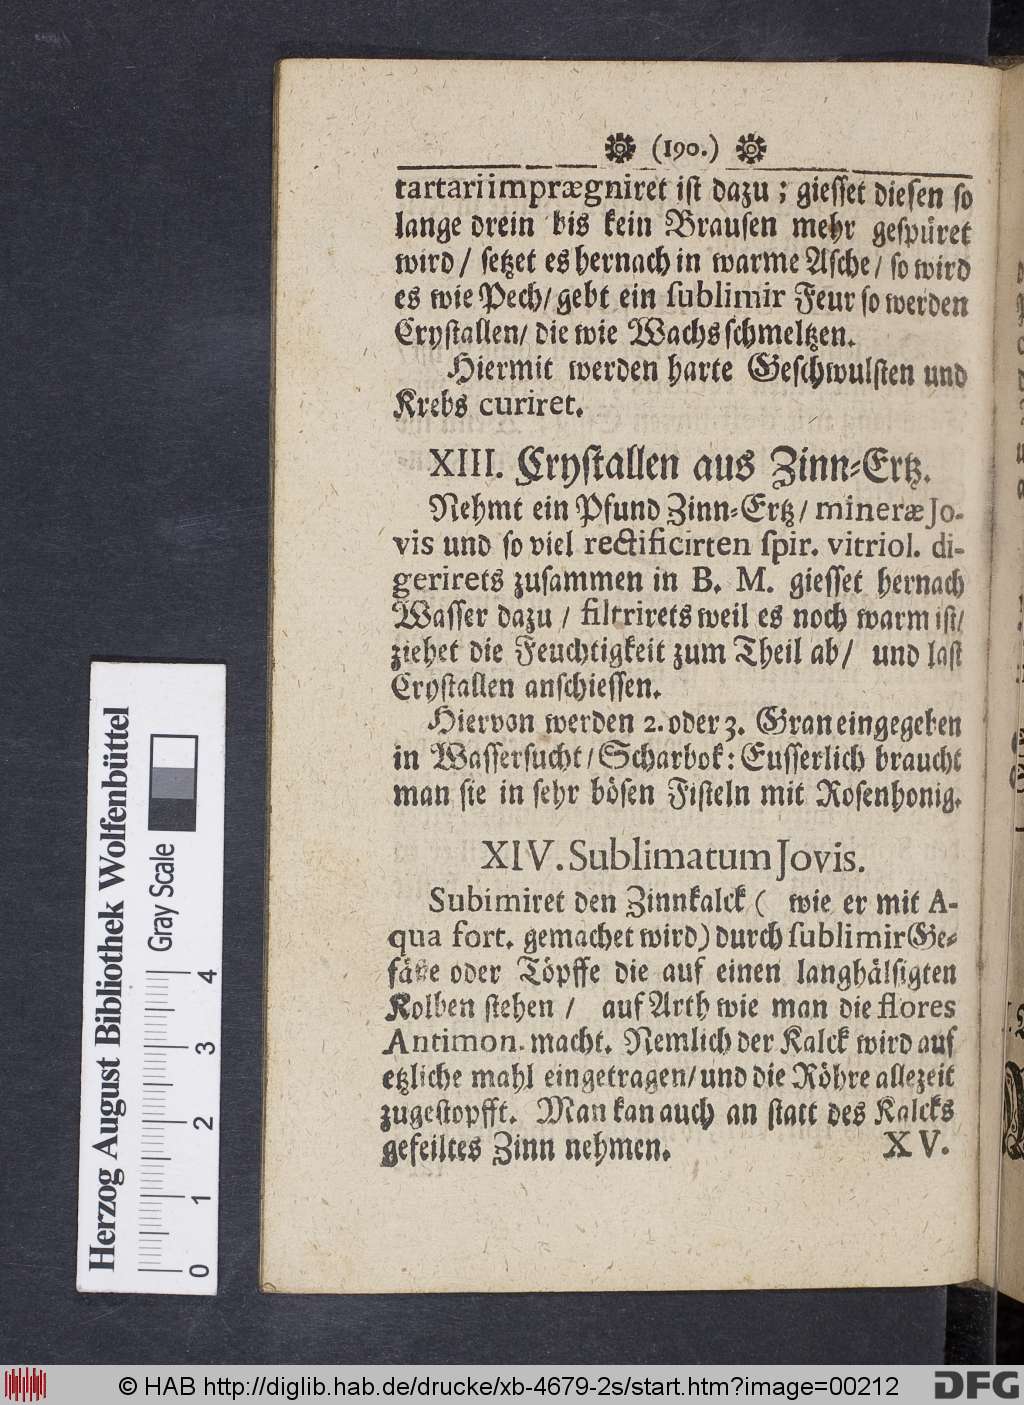 (190.)
tartari imprægniret ist dazu; giesset diesen so
lange drein bis kein Brausen mehr gespüret
wird / setzet es hernach in warme Asche / so wird
es wie Pech / gebt ein sublimir Feur so werden
Crystallen / die wie Wachs schmeltzen.
Hiermit werden harte Geschwulsten und
Krebs curiret.
XIII. Crystallen aus Zinn-Ertz.
Nehmt ein Pfund Zinn-Ertz / mineræ Jo-
vis und so viel rectificirten spir. vitriol. di-
gerirets zusammen in B. M. giesset hernach
Wasser dazu / filtrirets weil es noch warm ist /
ziehet die Feuchtigkeit zum Theil ab / und last
Crystallen anschiessen.
Hiervon werden 2. oder 3. Gran eingegeben
in Wassersucht / Scharbok: Eusserlich braucht
man sie in sehr bösen Fisteln mit Rosenhonig.
XIV. Sublimatum Jovis.
Subimiret den Zinnkalck ( wie er mit A-
qua fort. gemachet wird) durch sublimir Ge-
fässe oder Töpffe die auf einen langhälsigten
Kolben stehen / auf Arth wie man die flores
Antimon. macht. Nemlich der Kalck wird auf
etzliche mahl eingetragen / und die Röhre allezeit
zugestopfft. Man kan auch an statt des Kalcks
gefeiltes Zinn nehmen. XV.
Herzog August Bibliothek Wolfenbüttel
Gray Scale
0 1 2 3 4
© HAB http://diglib.hab.de/drucke/xb-4679-2s/start.htm?image=00212
DFG